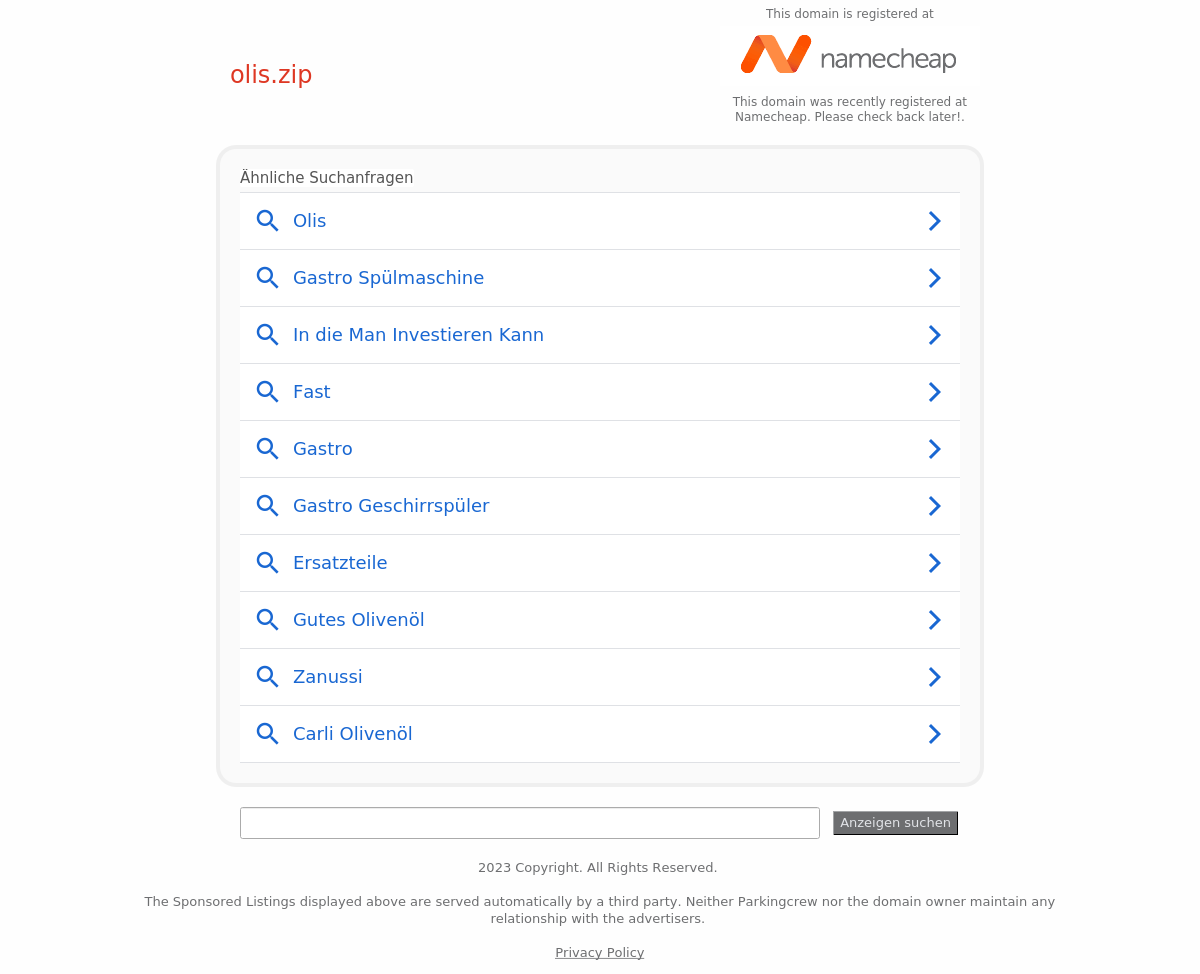 This domain is registered at
namecheap
olis.zip
This domain was recently registered at
Namecheap. Please check back later!.
Ähnliche Suchanfragen
Olis
Gastro Spülmaschine
In die Man Investieren Kann
Fast
Gastro
Gastro Geschirrspüler
Ersatzteile
Gutes Olivenöl
Zanussi
Carli Olivenöl
Anzeigen suchen
2023 Copyright. All Rights Reserved.
The Sponsored Listings displayed above are served automatically by a third party. Neither Parkingcrew nor the domain owner maintain any
relationship with the advertisers.
Privacy Policy